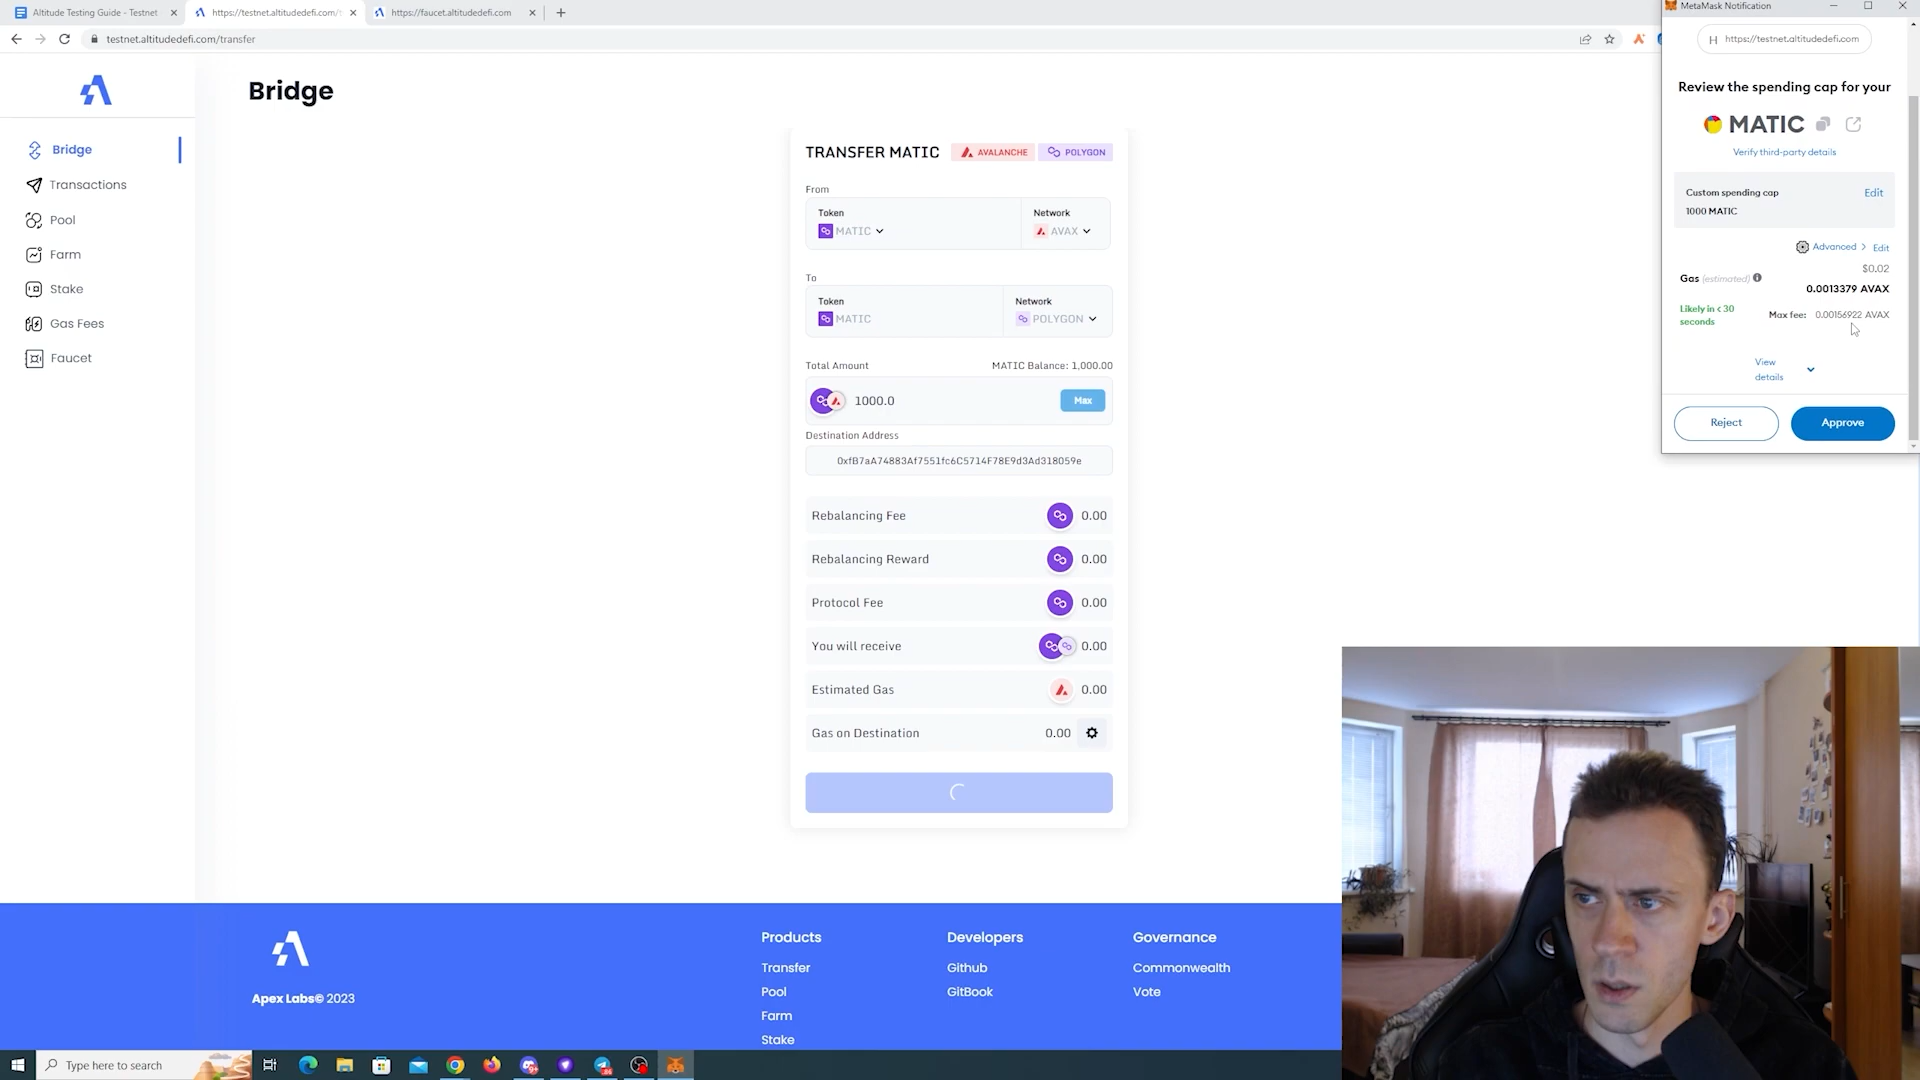 Altitude Testing Guide - Testnet
https://testnet.altitudedefi.com/
https://faucet.altitudedefi.com
testnet.altitudedefi.com/transfer
Bridge
Transactions
Pool
Farm
Stake
Gas Fees
Faucet
Bridge
TRANSFER MATIC
AVALANCHE
POLYGON
From
Token
Network
MATIC
AVAX
To
Token
Network
MATIC
POLYGON
Total Amount
MATIC Balance: 1,000.00
1000.0
Max
Destination Address
0xfB7aA74883Af7551fc6C5714F78E9d3Ad318059e
Rebalancing Fee
0.00
Rebalancing Reward
0.00
Protocol Fee
0.00
You will receive
0.00
Estimated Gas
0.00
Gas on Destination
0.00
MetaMask Notification
H
https://testnet.altitudedefi.com
Review the spending cap for your
MATIC
Verify third-party details
Custom spending cap
Edit
1000 MATIC
Advanced
Edit
$0.02
Gas (estimated)
0.0013379 AVAX
Likely in < 30
seconds
Max fee: 0.00156922 AVAX
View
details
Reject
Approve
Apex Labs© 2023
Products
Transfer
Pool
Farm
Stake
Developers
Github
GitBook
Governance
Commonwealth
Vote
Type here to search